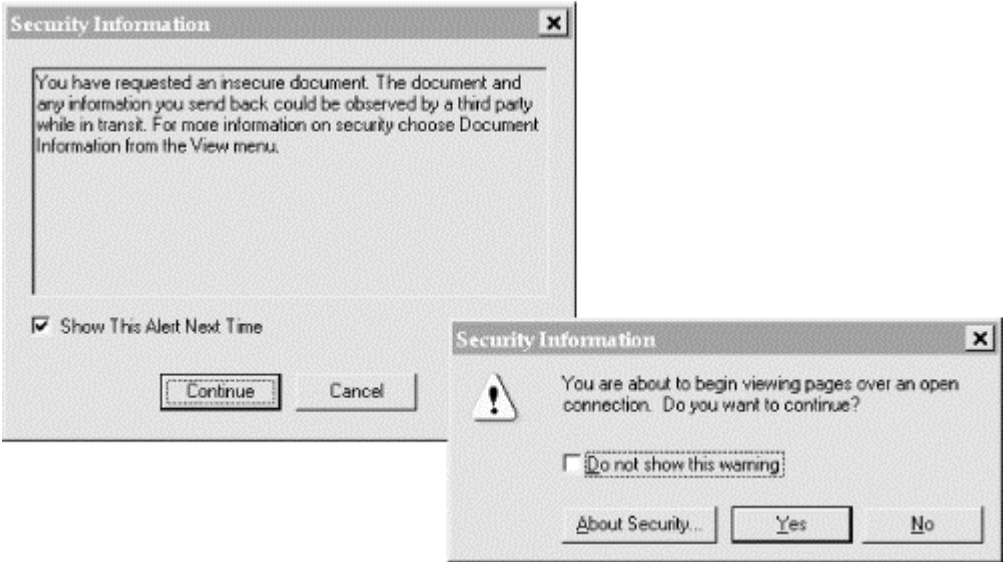 Security Information
You have requested an insecure document. The document and
any information you send back could be observed by a third party
while in transit. For more information on security choose Document
Information from the View menu.
Show This Alert Next Time
Continue
Cancel
Security Information
You are about to begin viewing pages over an open
connection. Do you want to continue?
Do not show this warning
About Security...
Yes
No